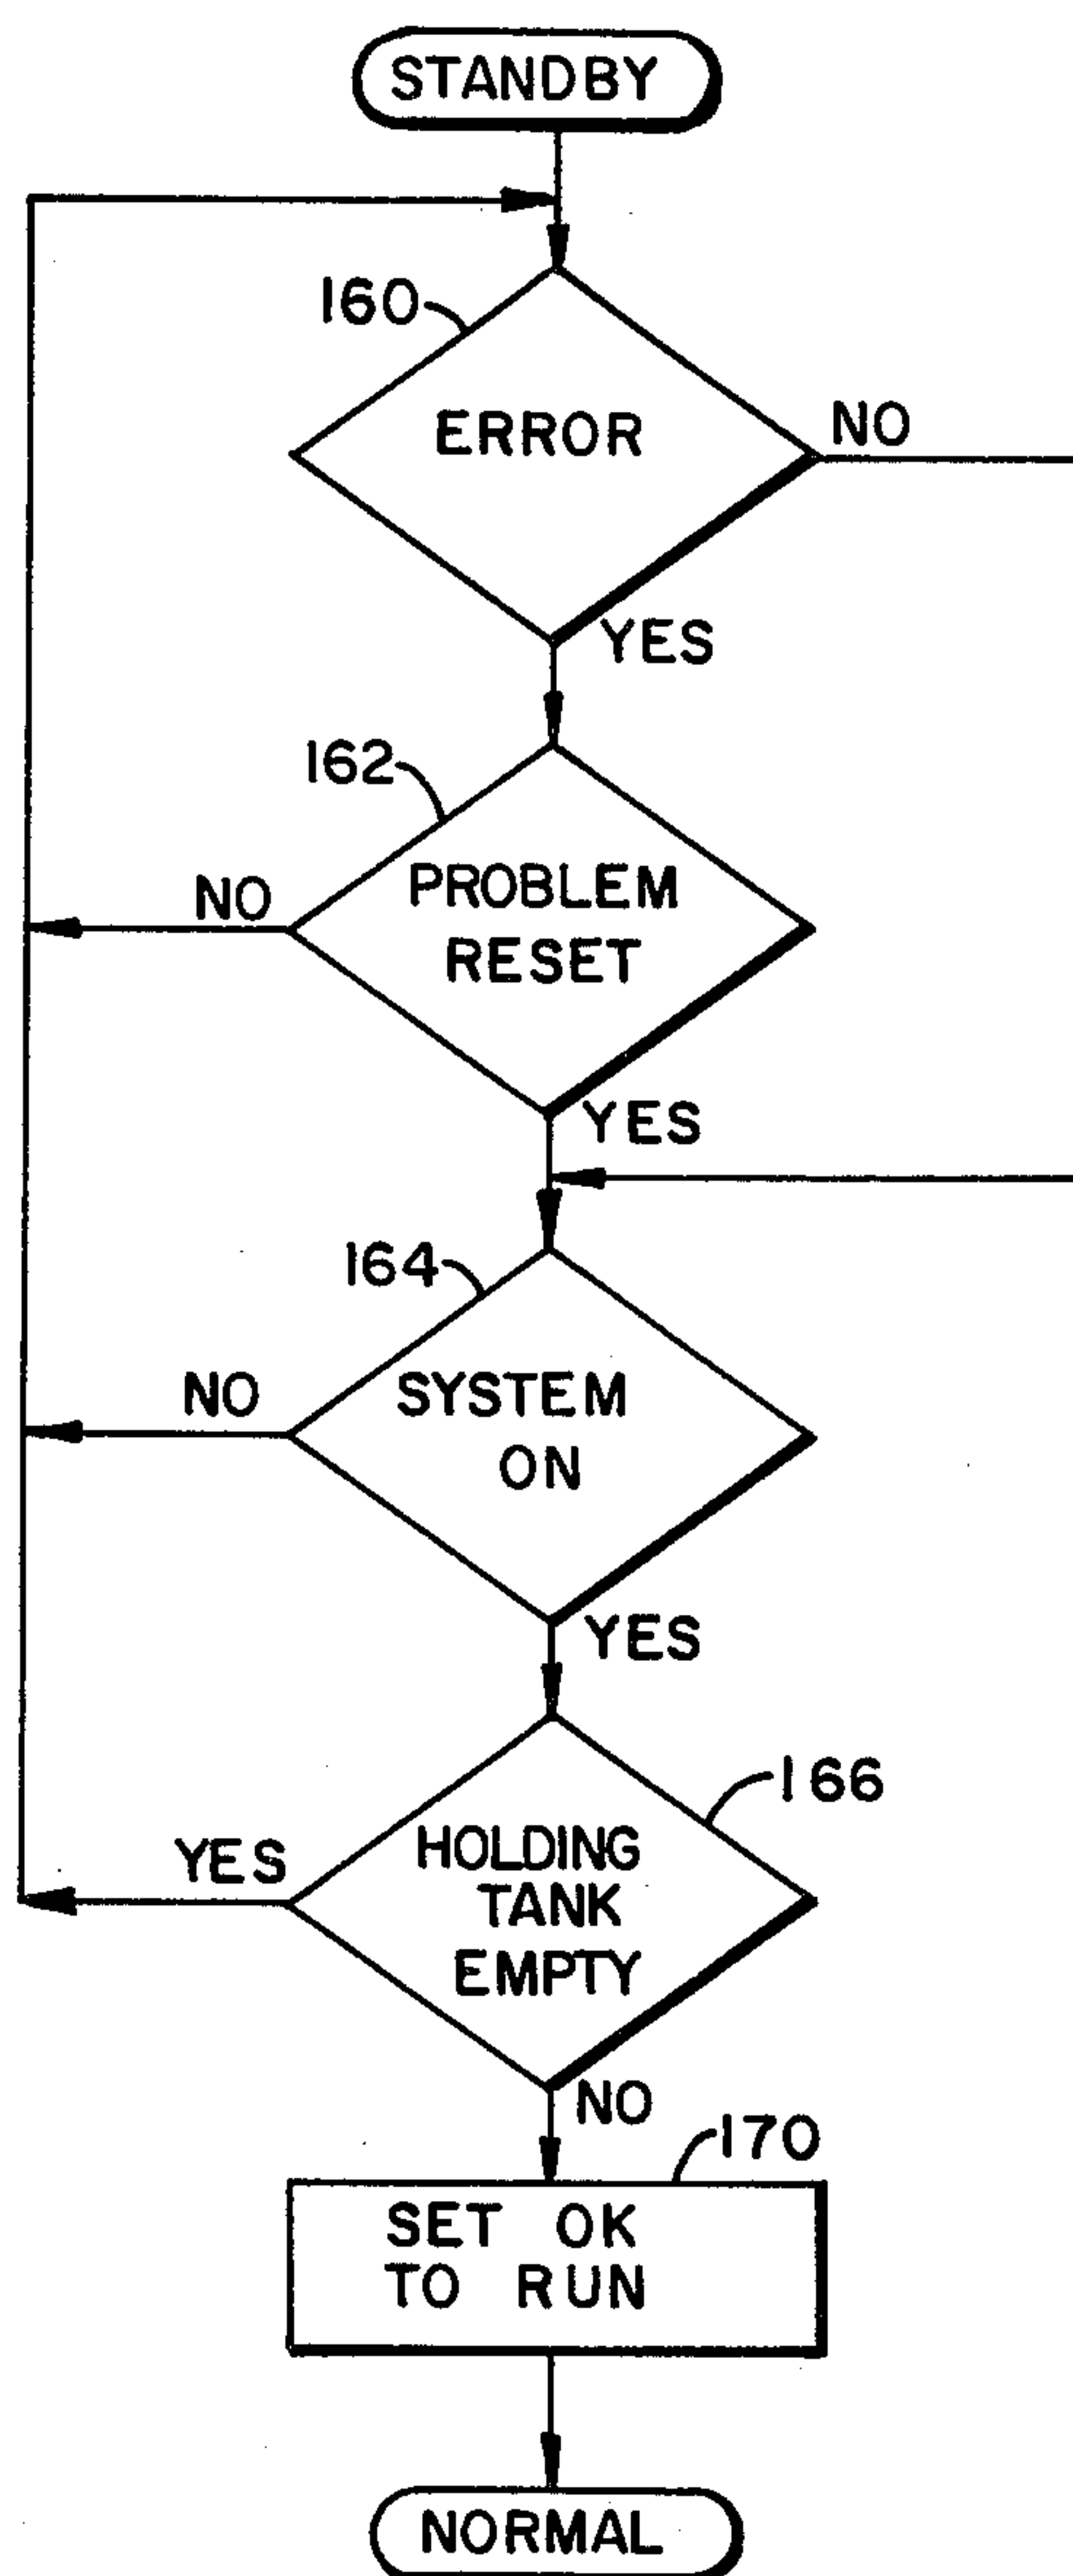 STANDBY
160
ERROR
NO
YES
162
NO
PROBLEM
RESET
YES
164
NO
SYSTEM
ON
YES
166
YES
HOLDING
TANK
EMPTY
NO
170
SET OK
TO RUN
NORMAL